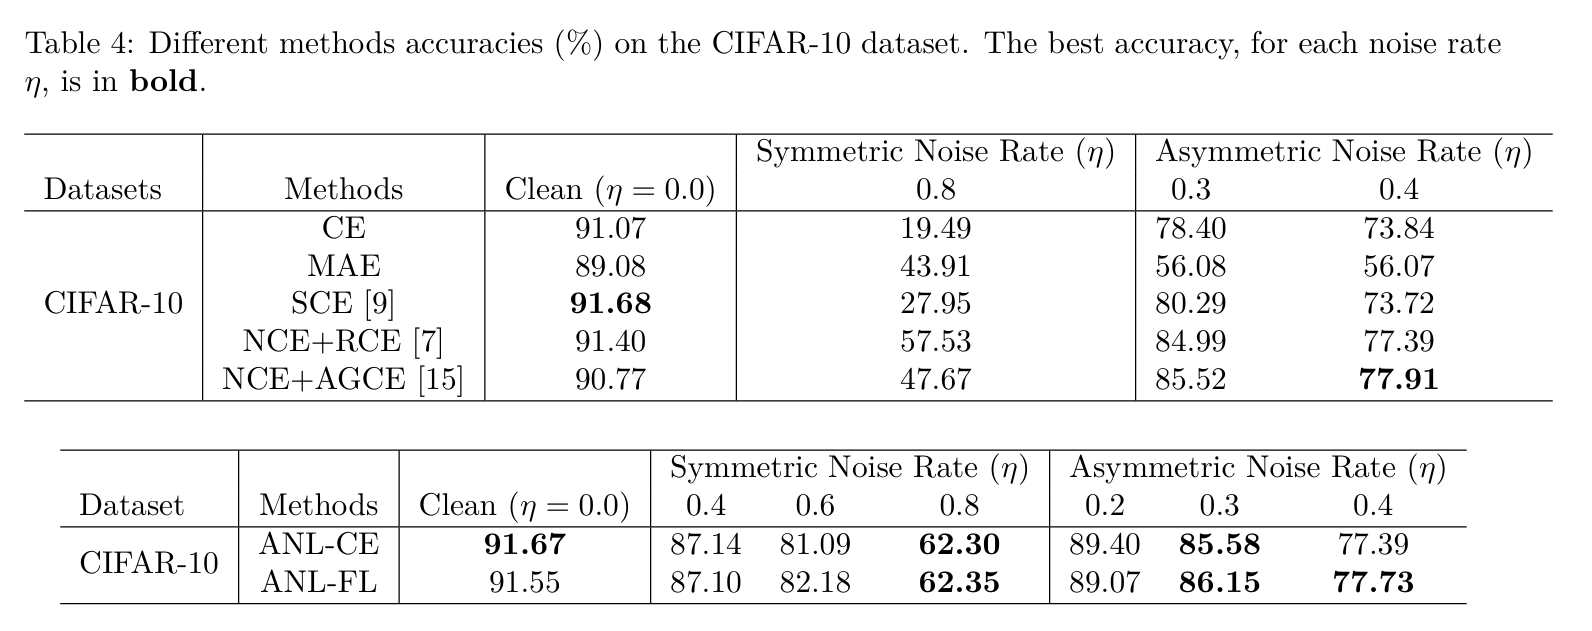 Table 4: Different methods accuracies (%) on the CIFAR-10 dataset. The best accuracy, for each noise rate
η, is in bold.
Symmetric Noise Rate (η) Asymmetric Noise Rate (η)
Datasets Methods Clean (η = 0.0) 0.8 0.3 0.4
CE 91.07 19.49 78.40 73.84
MAE 89.08 43.91 56.08 56.07
CIFAR-10 SCE [9] 91.68 27.95 80.29 73.72
NCE+RCE [7] 91.40 57.53 84.99 77.39
NCE+AGCE [15] 90.77 47.67 85.52 77.91
Symmetric Noise Rate (η) Asymmetric Noise Rate (η)
Dataset Methods Clean (η = 0.0) 0.4 0.6 0.8 0.2 0.3 0.4
CIFAR-10 ANL-CE 91.67 87.14 81.09 62.30 89.40 85.58 77.39
ANL-FL 91.55 87.10 82.18 62.35 89.07 86.15 77.73